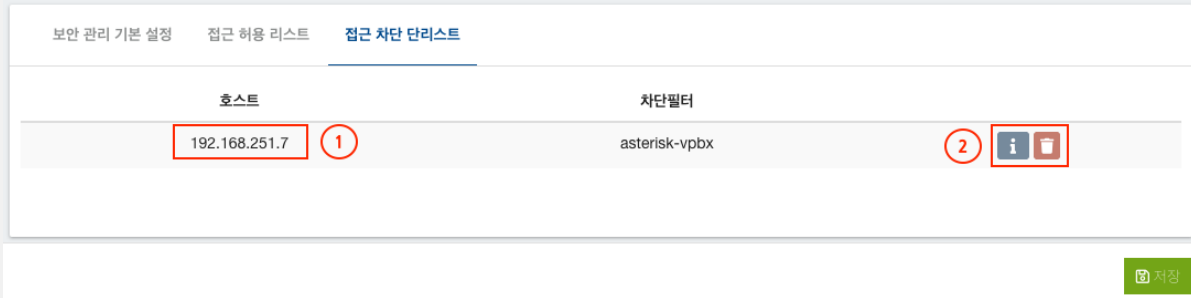 보안 관리 기본 설정 접근 허용 리스트 접근 차단 단리스트
호스트 차단필터
192.168.251.7 1 asterisk-vpbx 2 i
저장